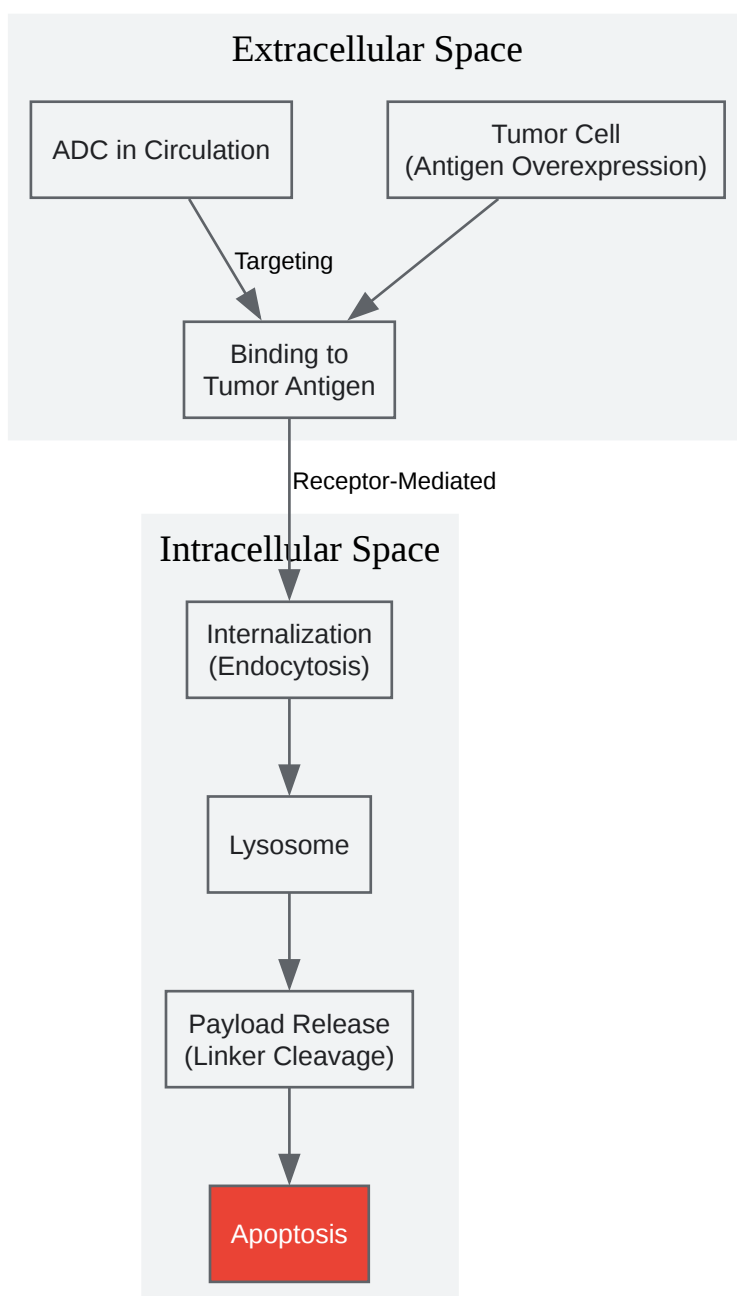 Extracellular Space
ADC in Circulation
Tumor Cell
(Antigen Overexpression)
Targeting
Binding to
Tumor Antigen
Receptor-Mediated
Intracellular Space
Internalization
(Endocytosis)
Lysosome
Payload Release
(Linker Cleavage)
Apoptosis